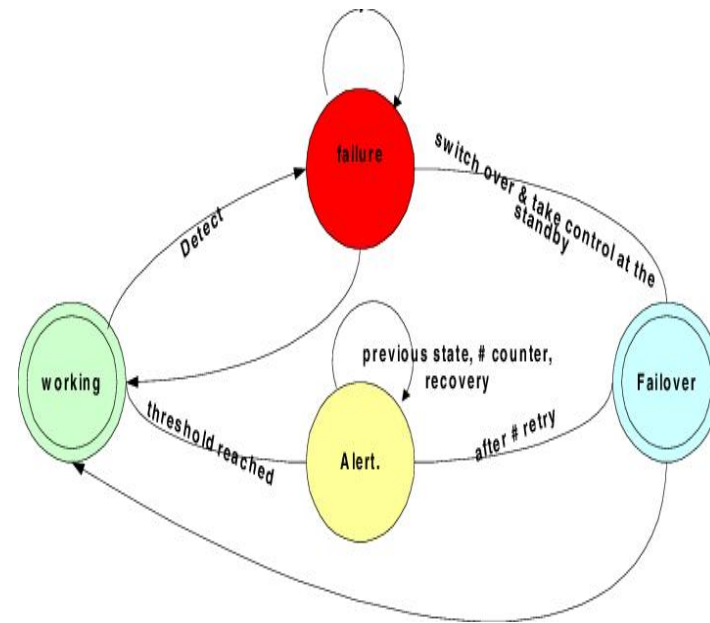 failure
switch over & take control at the
standby
Detect
previous state, # counter,
recovery
working
Failover
threshold reached
after # retry
Alert.